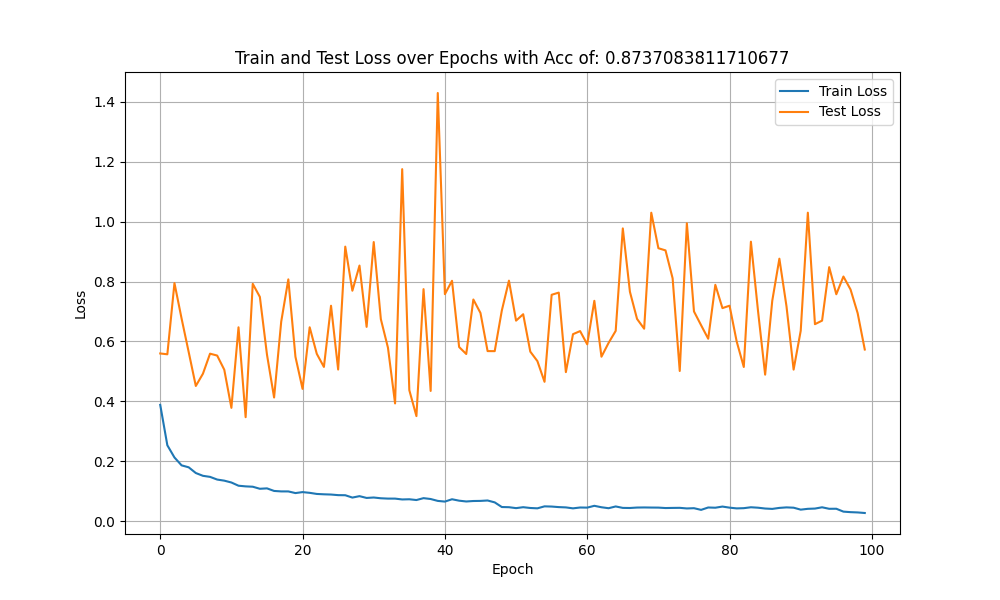 Train and Test Loss over Epochs with Acc of: 0.8737083811710677
Train Loss
Test Loss
1.4
1.2
1.0
0.8
0.6
0.4
0.2
0.0
Loss
0 20 40 60 80 100
Epoch